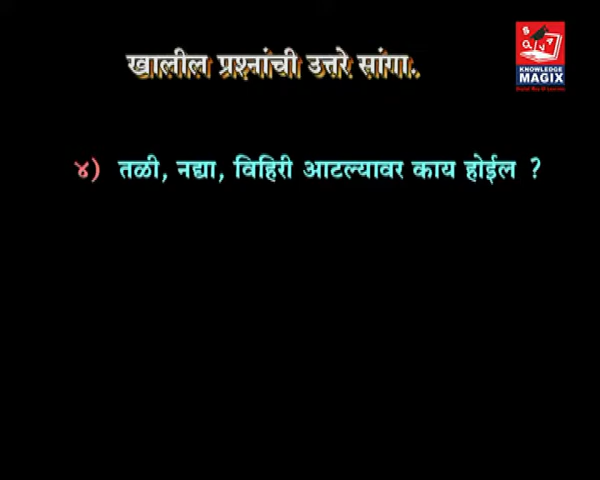 खालील प्रश्नांची उत्तरे सांगा.
४) तळी, नद्या, विहिरी आटल्यावर काय होईल ?
KNOWLEDGE
MAGIX